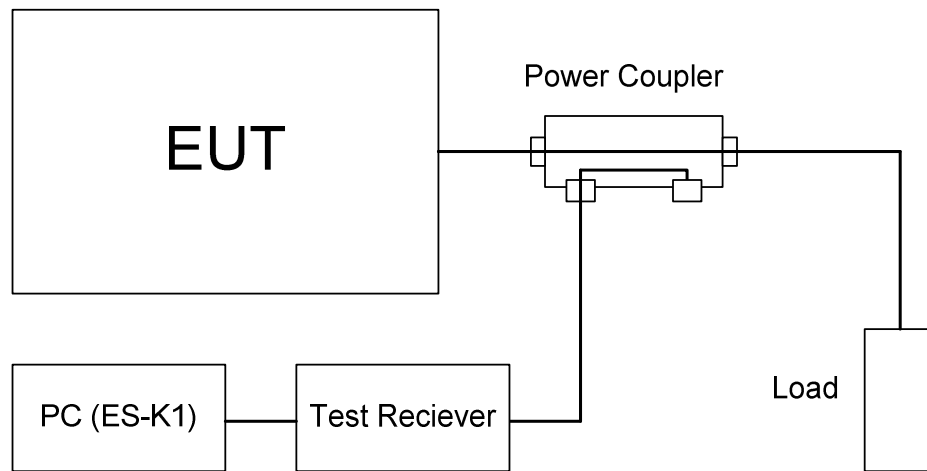 Power Coupler
EUT
Load
PC (ES-K1)
Test Reciever